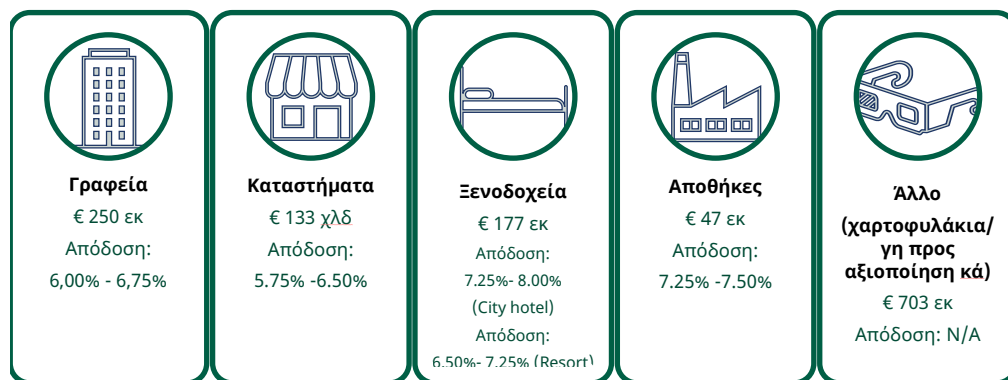 Γραφεία
€ 250 εκ
Απόδοση:
6,00% - 6,75%
Καταστήματα
€ 133 χλδ
Απόδοση:
5.75% -6.50%
Ξενοδοχεία
€ 177 εκ
Απόδοση:
7.25%- 8.00%
(City hotel)
Απόδοση:
6.50%- 7.25% (Resort)
Αποθήκες
€ 47 εκ
Απόδοση:
7.25% -7.50%
Άλλο
(χαρτοφυλάκια/
γη προς
αξιοποίηση κά)
€ 703 εκ
Απόδοση: N/A